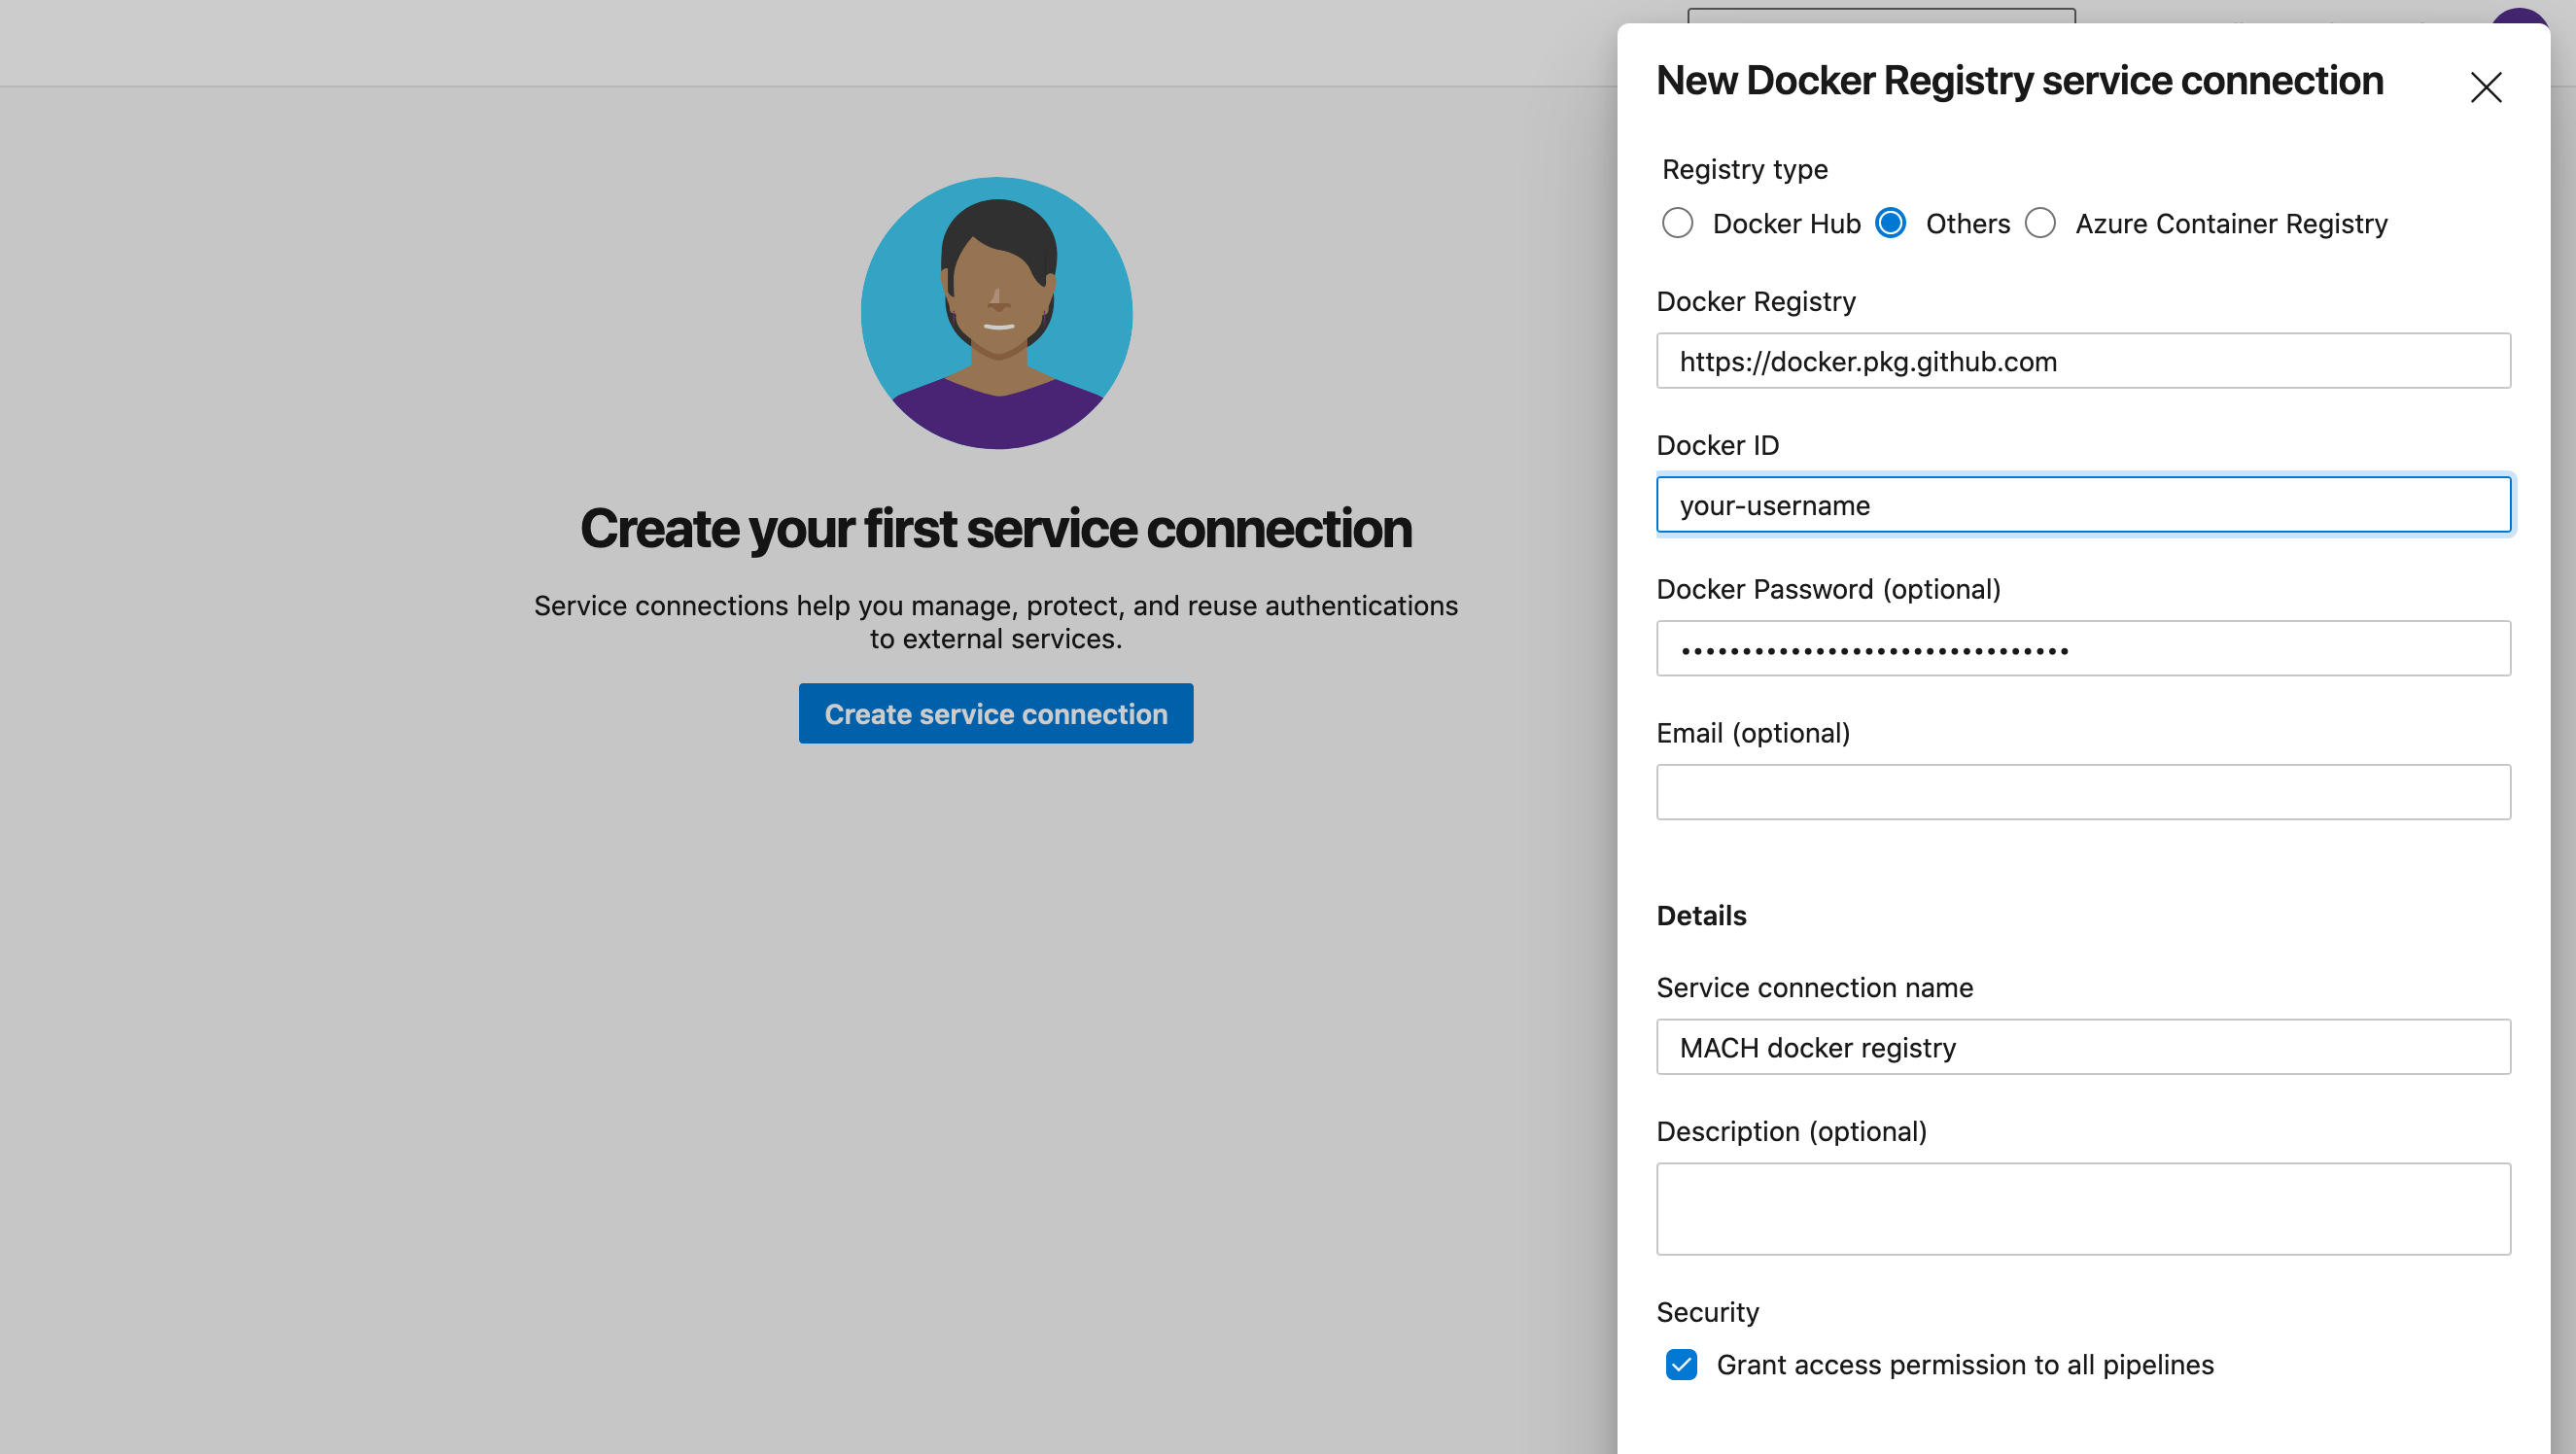 Create your first service connection
Service connections help you manage, protect, and reuse authentications
to external services.
Create service connection
New Docker Registry service connection
Registry type
Docker Hub Others Azure Container Registry
Docker Registry
https://docker.pkg.github.com
Docker ID
your-username
Docker Password (optional)
••••••••••••••••••••••••••••••••
Email (optional)
Details
Service connection name
MACH docker registry
Description (optional)
Security
Grant access permission to all pipelines